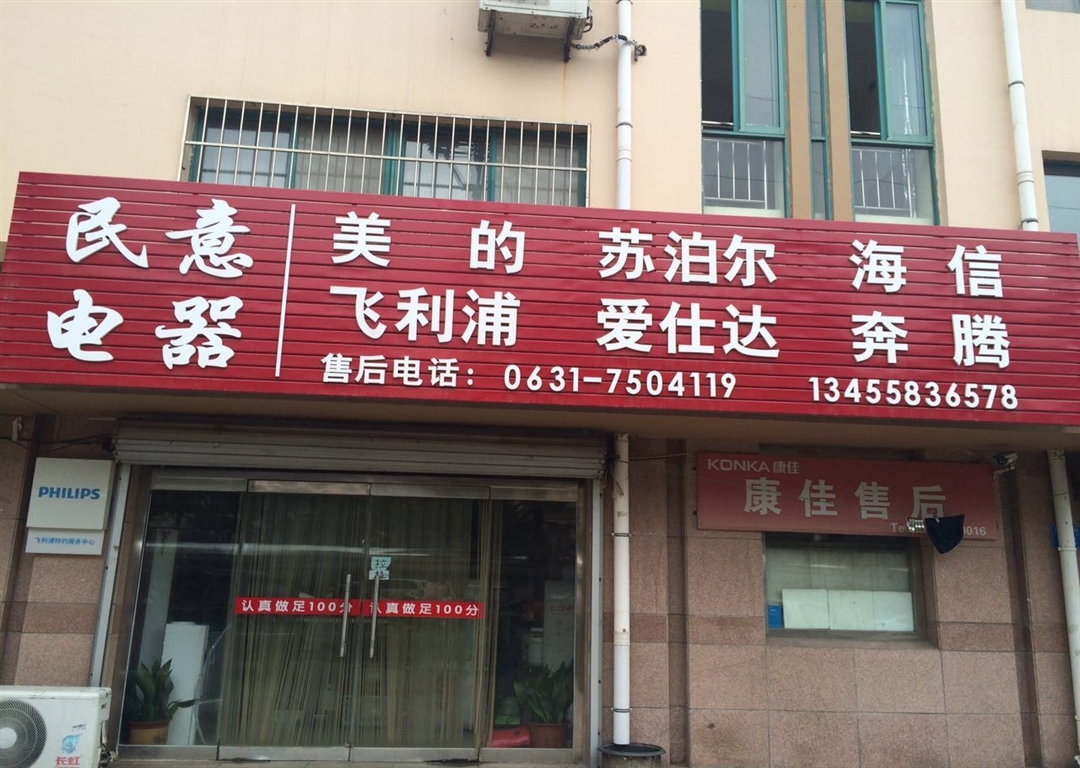 民意
电器
美的 苏泊尔 海信
飞利浦 爱仕达 奔腾
售后电话：0631-7504119 13455836578
PHILIPS
飞利浦特约服务中心
KONKA康佳
康佳售后
0016
拉
认真做足100分 认真做足100分
长虹